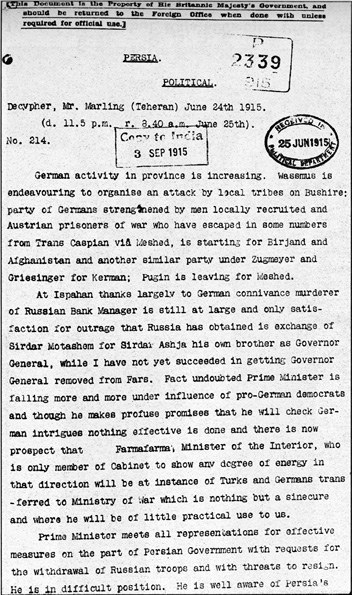 (This Document is the Property of His Britannic Majesty's Government, and
should be returned to the Foreign Office when done with unless
required for official use.)
P
2339
1915
PERSIA.
POLITICAL.
Decypher, Mr. Marling (Teheran) June 24th 1915.
(d. 11.5 p.m. r. 8.40 a.m. June 25th).
No. 214.
Copy to India
3 SEP 1915
RECEIVED IN
25 JUN 1915
POLITICAL DEPARTMENT
German activity in province is increasing. Wassmus is
endeavouring to organise an attack by local tribes on Bushire:
party of Germans strengthened by men locally recruited and
Austrian prisoners of war who have escaped in some numbers
from Trans Caspian viâ Meshed, is starting for Birjand and
Afghanistan and another similar party under Zugmeyer and
Griesinger for Kerman; Pugin is leaving for Meshed.
At Ispahan thanks largely to German connivance murderer
of Russian Bank Manager is still at large and only satis-
faction for outrage that Russia has obtained is exchange of
Sirdar Motashem for Sirdar Ashja his own brother as Governor
General, while I have not yet succeeded in getting Governor
General removed from Fars. Fact undoubted Prime Minister is
falling more and more under influence of pro-German democrats
and though he makes profuse promises that he will check Ger-
man intrigues nothing effective is done and there is now
prospect that Farmafarma, Minister of the Interior, who
is only member of Cabinet to show any degree of energy in
that direction will be at instance of Turks and Germans trans
-ferred to Ministry of War which is nothing but a sinecure
and where he will be of little practical use to us.
Prime Minister meets all representations for effective
measures on the part of Persian Government with requests for
the withdrawal of Russian troops and with threats to resign.
He is in difficult position. He is well aware of Persia's